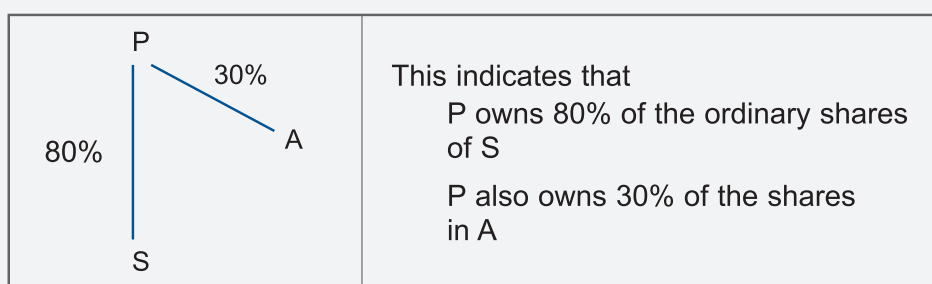 P
30%
A
80%
S
This indicates that
P owns 80% of the ordinary shares
of S
P also owns 30% of the shares
in A